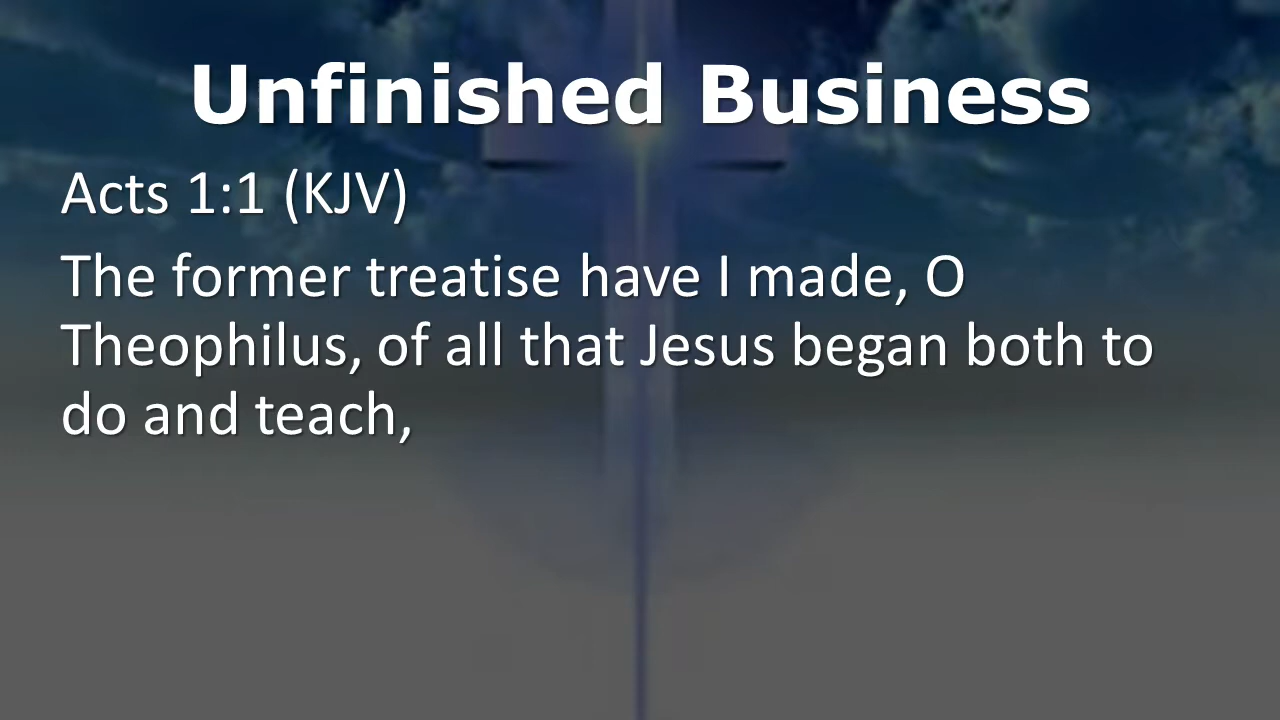 Unfinished Business
Acts 1:1 (KJV)
The former treatise have I made, O
Theophilus, of all that Jesus began both to
do and teach,